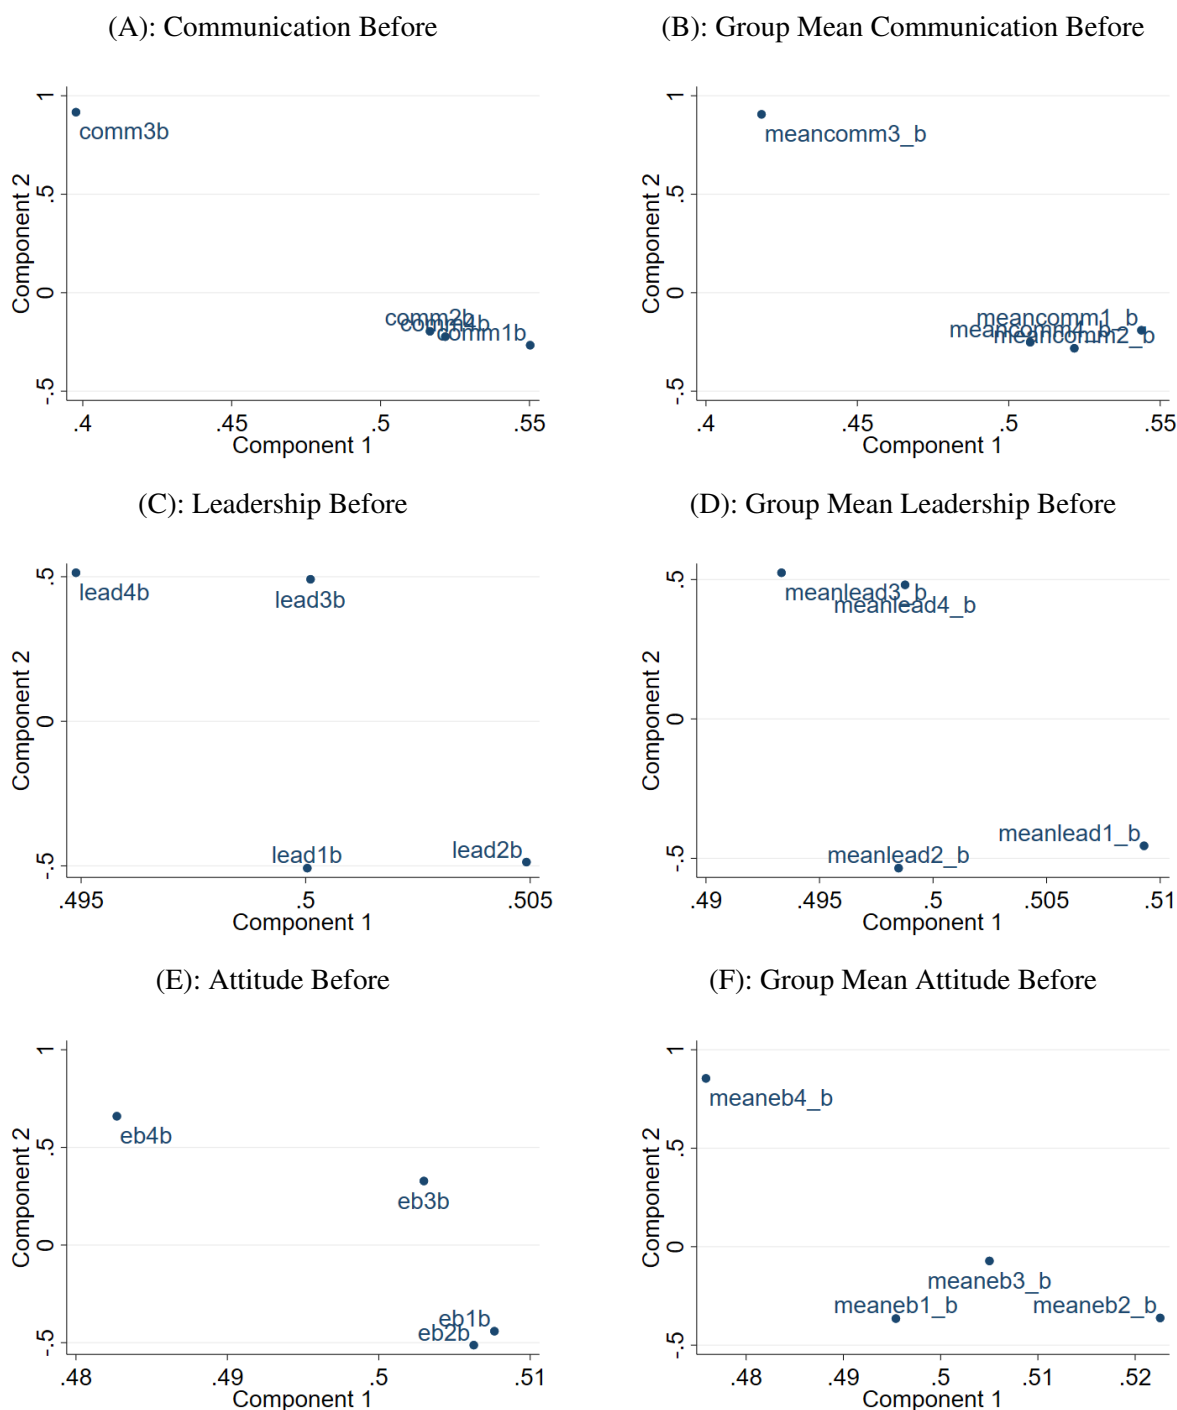 (A): Communication Before
(B): Group Mean Communication Before
1
.5
0
-.5
Component 2
comm3b
comm2b
comm4b
comm1b
.4 .45 .5 .55
Component 1
1
.5
0
-.5
Component 2
meancomm3_b
meancomm1_b
meancomm4_b
meancomm2_b
.4 .45 .5 .55
Component 1
(C): Leadership Before
(D): Group Mean Leadership Before
.5
0
-.5
Component 2
lead4b
lead3b
lead1b
lead2b
.495 .5 .505
Component 1
.5
0
-.5
Component 2
meanlead3_b
meanlead4_b
meanlead1_b
meanlead2_b
.49 .495 .5 .505 .51
Component 1
(E): Attitude Before
(F): Group Mean Attitude Before
1
.5
0
-.5
Component 2
eb4b
eb3b
eb1b
eb2b
.48 .49 .5 .51
Component 1
1
.5
0
-.5
Component 2
meaneb4_b
meaneb3_b
meaneb1_b
meaneb2_b
.48 .49 .5 .51 .52
Component 1